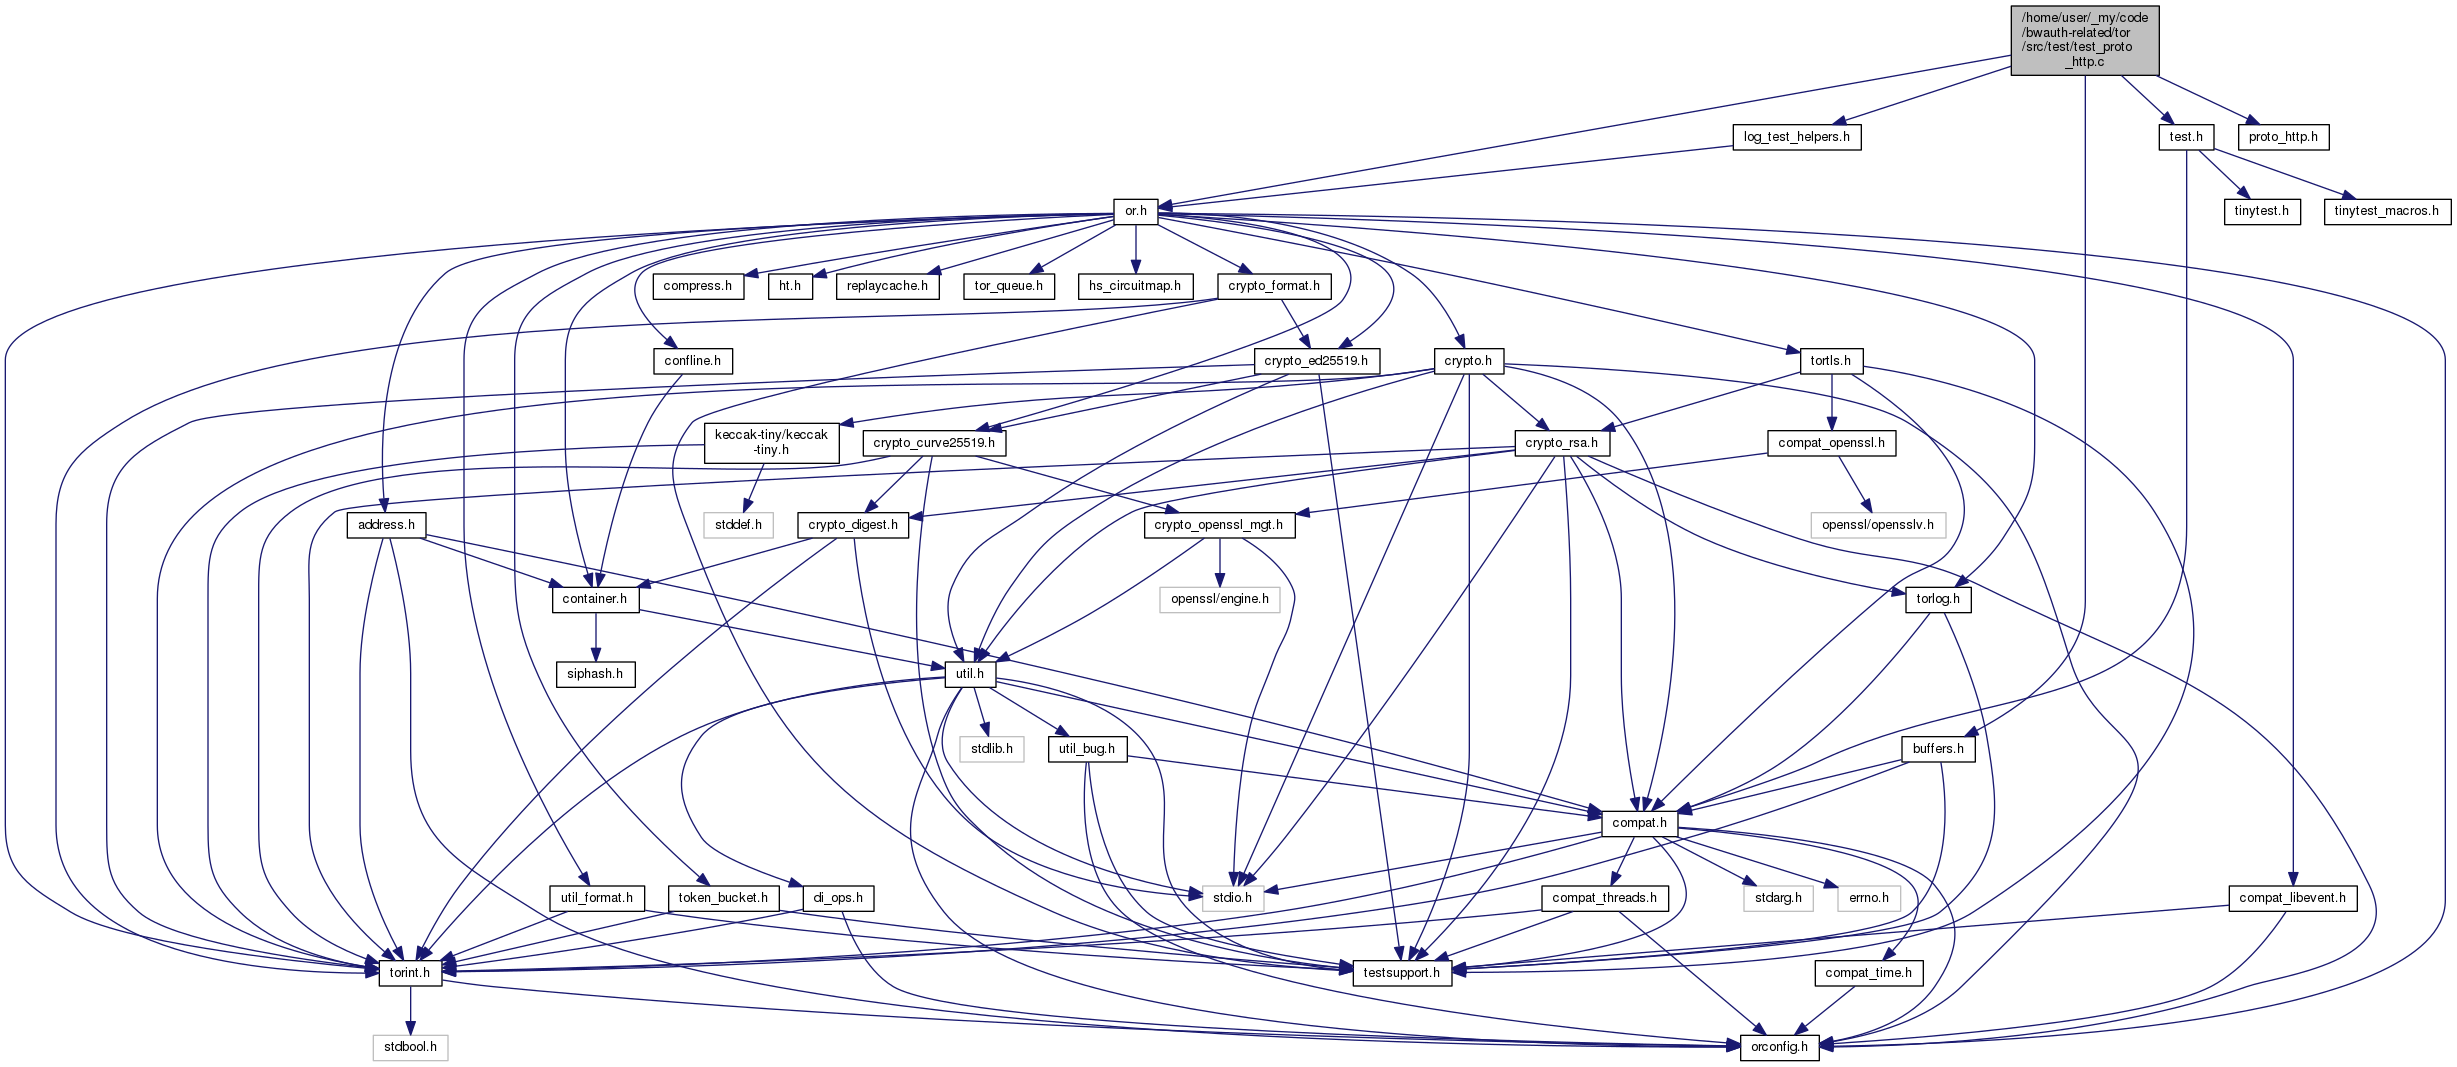 /home/user/_my/code
/bwauth-related/tor
/src/test/test_proto
_http.c
log_test_helpers.h
test.h
proto_http.h
or.h
tinytest.h
tinytest_macros.h
compress.h
ht.h
replaycache.h
tor_queue.h
hs_circuitmap.h
crypto_format.h
confline.h
crypto_ed25519.h
crypto.h
tortls.h
keccak-tiny/keccak
-tiny.h
crypto_curve25519.h
crypto_rsa.h
compat_openssl.h
address.h
stddef.h
crypto_digest.h
crypto_openssl_mgt.h
openssl/opensslv.h
container.h
openssl/engine.h
torlog.h
siphash.h
util.h
stdlib.h
util_bug.h
buffers.h
compat.h
util_format.h
token_bucket.h
di_ops.h
stdio.h
compat_threads.h
stdarg.h
errno.h
compat_libevent.h
torint.h
testsupport.h
compat_time.h
stdbool.h
orconfig.h